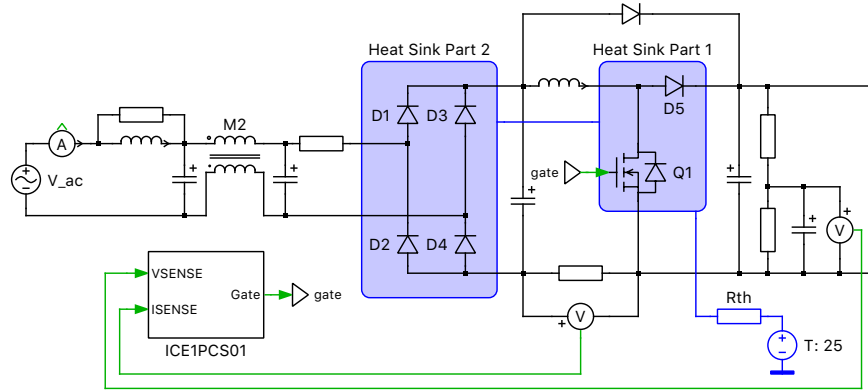 Heat Sink Part 2
Heat Sink Part 1
D1
D3
D5
M2
A
V_ac
gate
Q1
V
D2
D4
VSENSE
ISENSE
Gate
gate
ICE1PCS01
V
Rth
T: 25